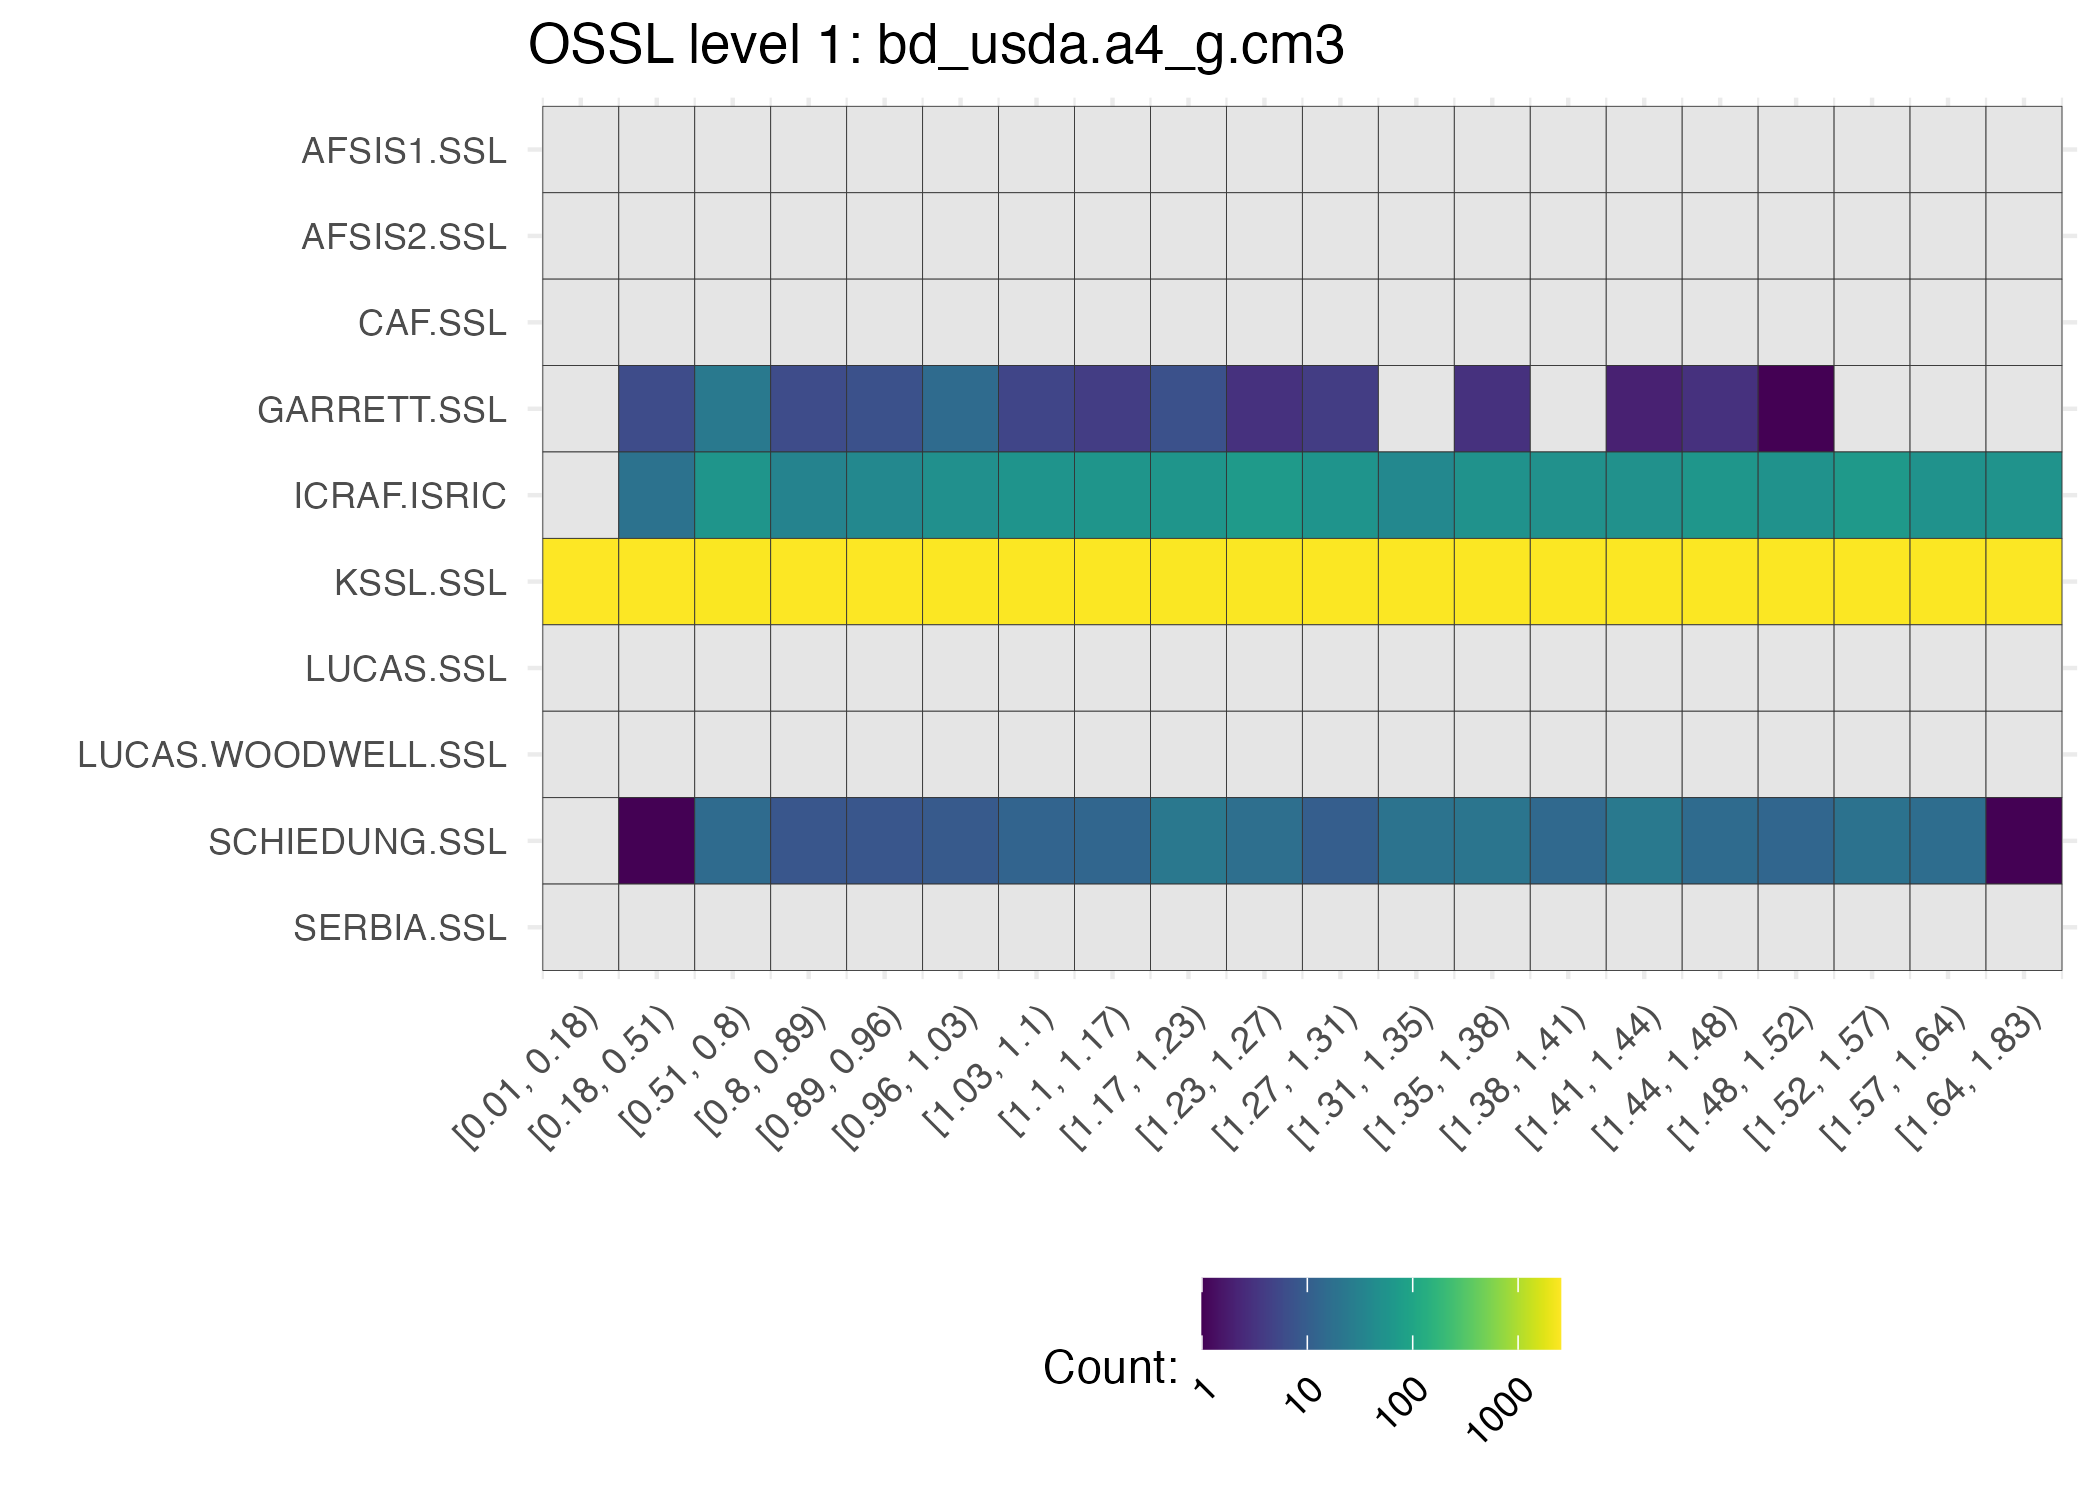 OSSL level 1: bd_usda.a4_g.cm3
AFSIS1.SSL
AFSIS2.SSL
CAF.SSL
GARRETT.SSL
ICRAF.ISRIC
KSSL.SSL
LUCAS.SSL
LUCAS.WOODWELL.SSL
SCHIEDUNG.SSL
SERBIA.SSL
[0.01, 0.18)
[0.18, 0.51)
[0.51, 0.8)
[0.8, 0.89)
[0.89, 0.96)
[0.96, 1.03)
[1.03, 1.1)
[1.1, 1.17)
[1.17, 1.23)
[1.23, 1.27)
[1.27, 1.31)
[1.31, 1.35)
[1.35, 1.38)
[1.38, 1.41)
[1.41, 1.44)
[1.44, 1.48)
[1.48, 1.52)
[1.52, 1.57)
[1.57, 1.64)
[1.64, 1.83)
Count:
1
10
100
1000